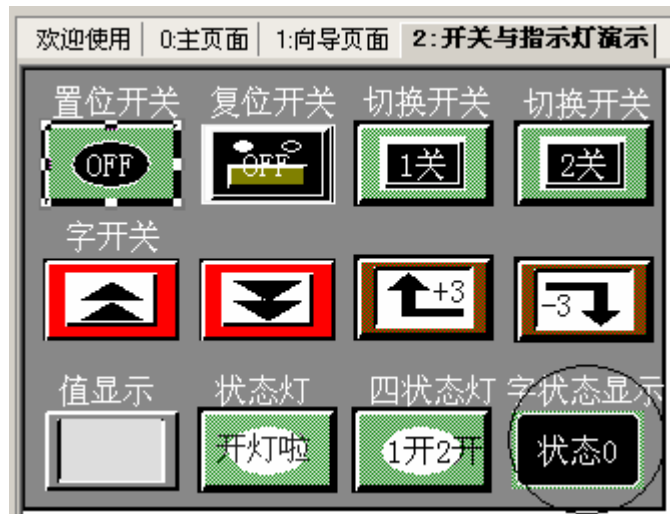 欢迎使用 0:主页面 1:向导页面 2:开关与指示灯演示
置位开关 复位开关 切换开关 切换开关
OFF OFF 1关 2关
字开关
+3 -3
值显示 状态灯 四状态灯 字状态显示
开灯啦 1开2开 状态0